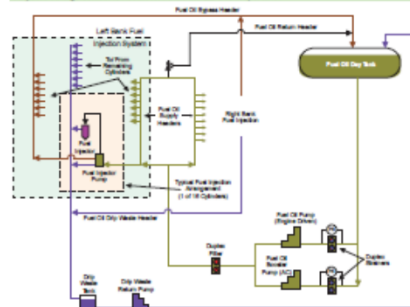 Fuel Oil Bypass Header
Left Bank Fuel
Injection System
Fuel Oil Return Header
To/From
Remaining
Cylinders
Fuel Oil Day Tank
Fuel Oil
Supply
Headers
Right Bank
Fuel Injection
Fuel
Injector
Fuel Injector
Pump
Typical Fuel Injection
Arrangement
(1 of 16 Cylinders)
Fuel Oil Drip Waste Header
Fuel Oil Pump
(Engine Driven)
Duplex
Filter
Fuel Oil
Booster
Pump (AC)
Duplex
Strainers
Drip
Waste
Tank
Drip Waste
Return Pump